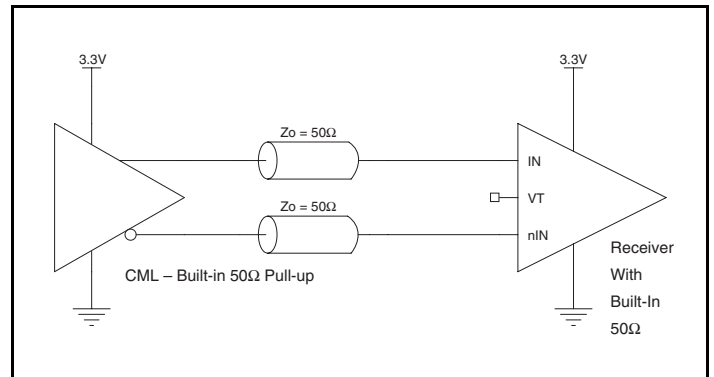 3.3V
3.3V
Zo = 50Ω
IN
VT
Zo = 50Ω
nIN
CML – Built-in 50Ω Pull-up
Receiver
With
Built-In
50Ω